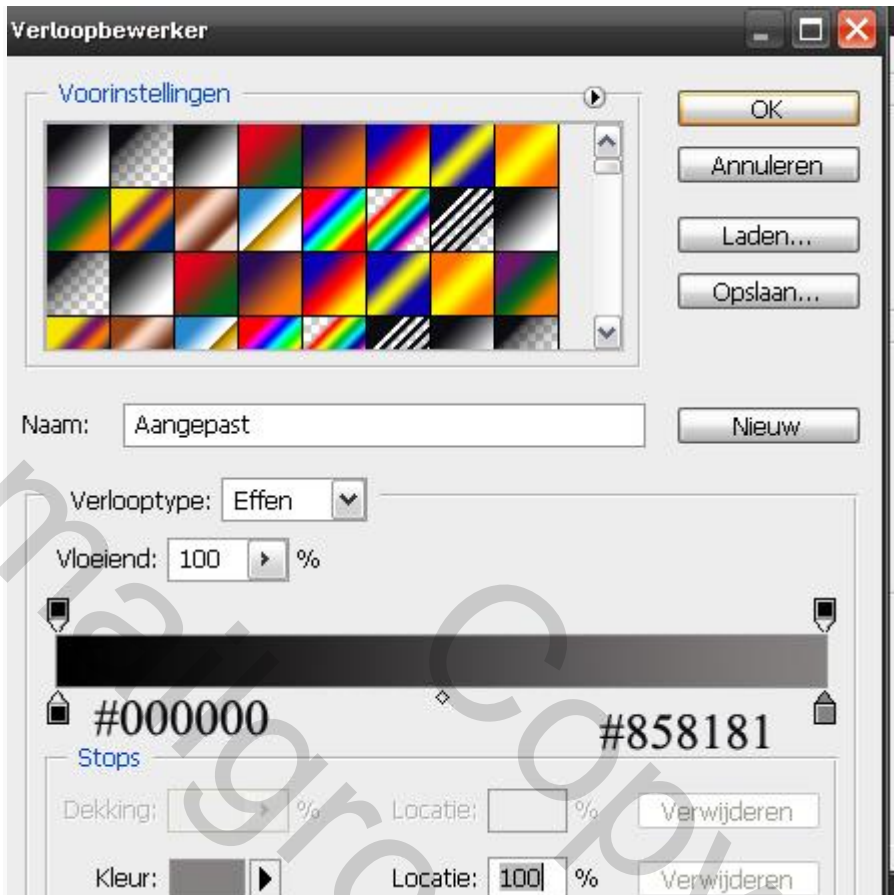 Verloopbewerker
Voorinstellingen
OK
Annuleren
Laden...
Opslaan...
Naam: Aangepast
Nieuw
Verlooptype: Effen
Vloeiend: 100 %
#000000
#858181
Stops
Dekking: % Locatie: % Verwijderen
Kleur: Locatie: 100 % Verwijderen